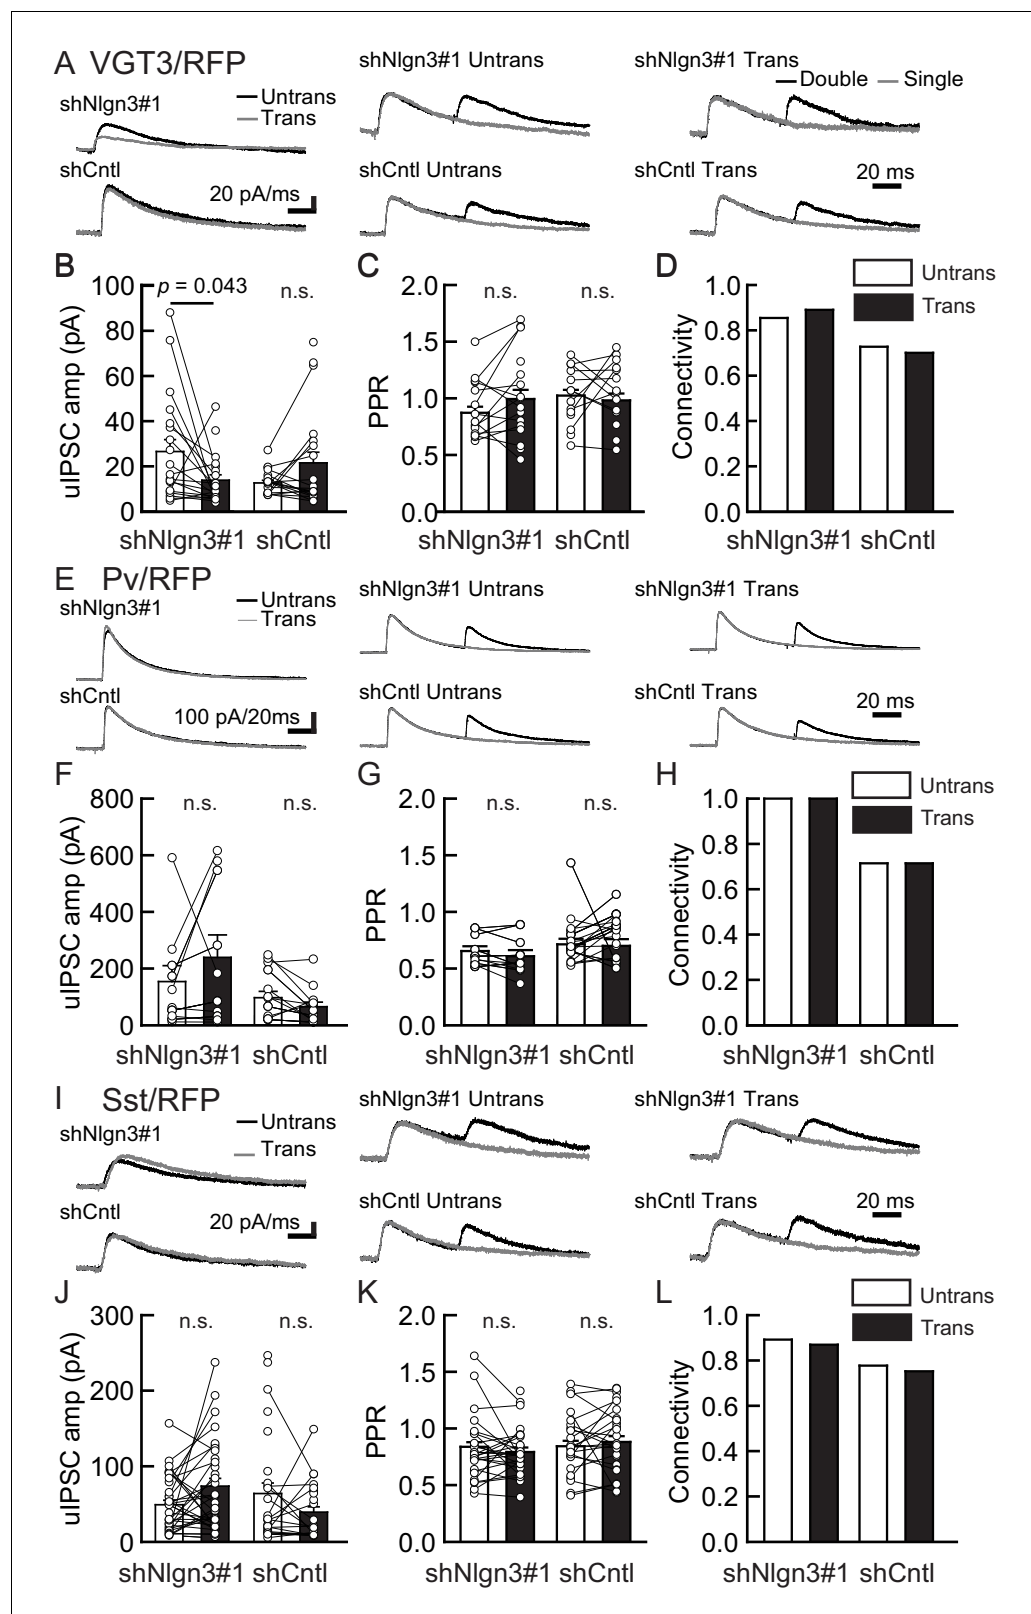 A VGT3/RFP
shNlgn3#1
Untrans
Trans
shCntl
20 pA/ms
shNlgn3#1 Untrans
shCntl Untrans
shNlgn3#1 Trans
Double Single
shCntl Trans
20 ms
B
uIPSC amp (pA)
100
80
60
40
20
0
p = 0.043
n.s.
shNlgn3#1 shCntl
C
PPR
2.0
1.5
1.0
0.5
0.0
n.s.
n.s.
shNlgn3#1 shCntl
D
Connectivity
1.0
0.8
0.6
0.4
0.2
0.0
Untrans
Trans
shNlgn3#1 shCntl
E Pv/RFP
shNlgn3#1
Untrans
Trans
shCntl
100 pA/20ms
shNlgn3#1 Untrans
shCntl Untrans
shNlgn3#1 Trans
shCntl Trans
20 ms
F
uIPSC amp (pA)
800
600
400
200
0
n.s.
n.s.
shNlgn3#1 shCntl
G
PPR
2.0
1.5
1.0
0.5
0.0
n.s.
n.s.
shNlgn3#1 shCntl
H
Connectivity
1.0
0.8
0.6
0.4
0.2
0.0
Untrans
Trans
shNlgn3#1 shCntl
I Sst/RFP
shNlgn3#1
Untrans
Trans
shCntl
20 pA/ms
shNlgn3#1 Untrans
shCntl Untrans
shNlgn3#1 Trans
shCntl Trans
20 ms
J
uIPSC amp (pA)
300
200
100
0
n.s.
n.s.
shNlgn3#1 shCntl
K
PPR
2.0
1.5
1.0
0.5
0.0
n.s.
n.s.
shNlgn3#1 shCntl
L
Connectivity
1.0
0.8
0.6
0.4
0.2
0.0
Untrans
Trans
shNlgn3#1 shCntl